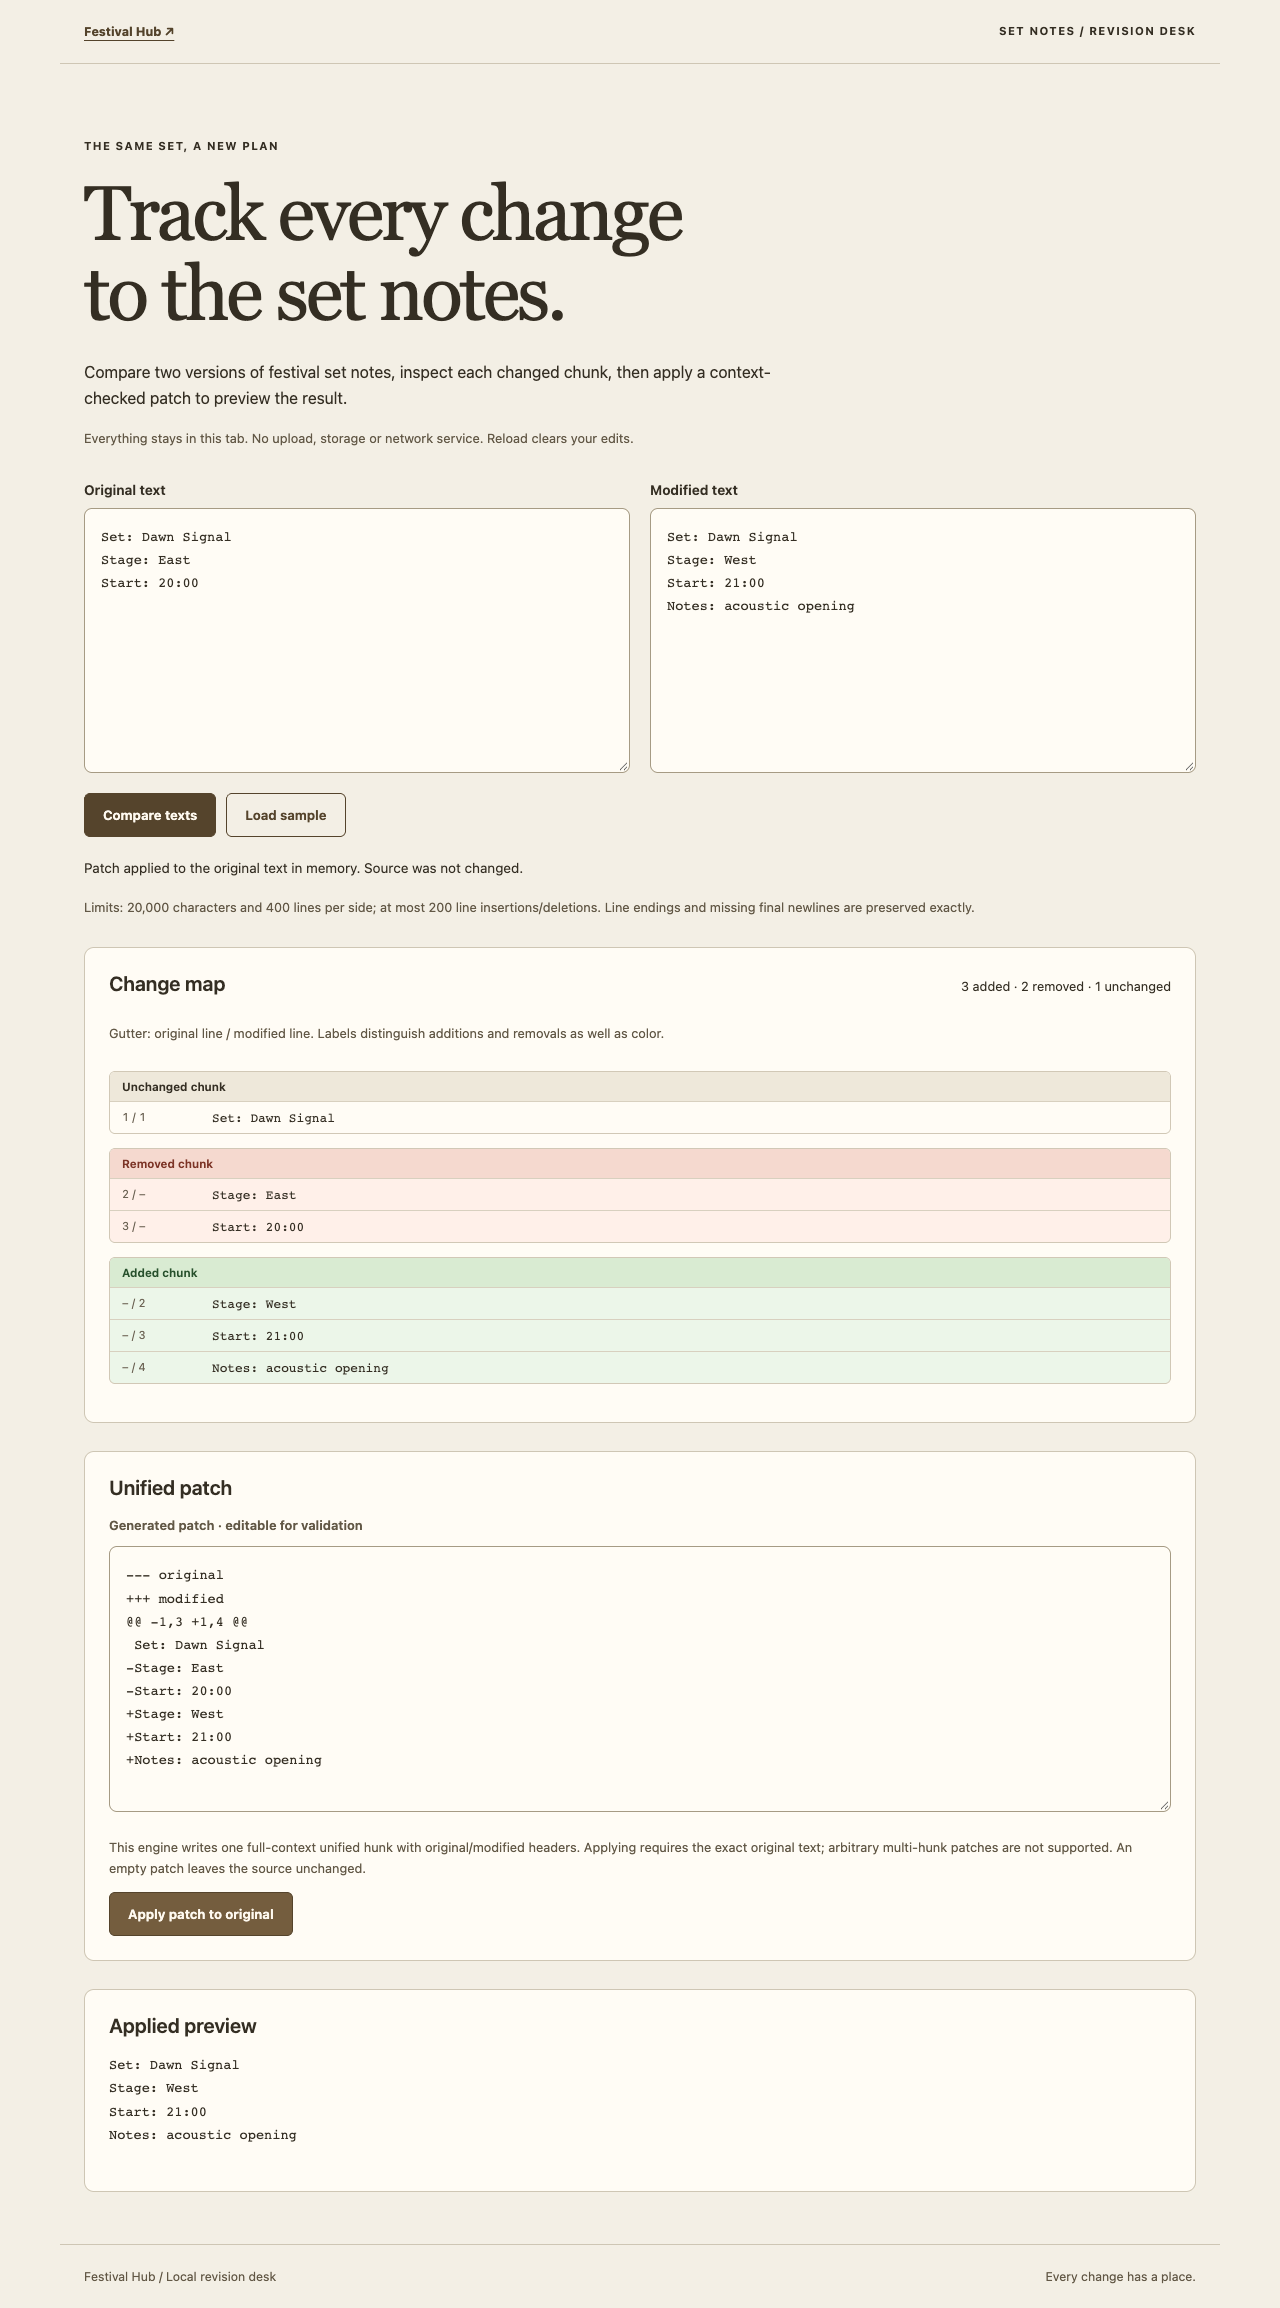 Festival Hub ↗
SET NOTES / REVISION DESK
THE SAME SET, A NEW PLAN
Track every change
to the set notes.
Compare two versions of festival set notes, inspect each changed chunk, then apply a context-
checked patch to preview the result.
Everything stays in this tab. No upload, storage or network service. Reload clears your edits.
Original text
Set: Dawn Signal
Stage: East
Start: 20:00
Modified text
Set: Dawn Signal
Stage: West
Start: 21:00
Notes: acoustic opening
Compare texts
Load sample
Patch applied to the original text in memory. Source was not changed.
Limits: 20,000 characters and 400 lines per side; at most 200 line insertions/deletions. Line endings and missing final newlines are preserved exactly.
Change map
3 added · 2 removed · 1 unchanged
Gutter: original line / modified line. Labels distinguish additions and removals as well as color.
Unchanged chunk
1 / 1 Set: Dawn Signal
Removed chunk
2 / – Stage: East
3 / – Start: 20:00
Added chunk
– / 2 Stage: West
– / 3 Start: 21:00
– / 4 Notes: acoustic opening
Unified patch
Generated patch · editable for validation
--- original
+++ modified
@@ -1,3 +1,4 @@
 Set: Dawn Signal
-Stage: East
-Start: 20:00
+Stage: West
+Start: 21:00
+Notes: acoustic opening
This engine writes one full-context unified hunk with original/modified headers. Applying requires the exact original text; arbitrary multi-hunk patches are not supported. An
empty patch leaves the source unchanged.
Apply patch to original
Applied preview
Set: Dawn Signal
Stage: West
Start: 21:00
Notes: acoustic opening
Festival Hub / Local revision desk
Every change has a place.